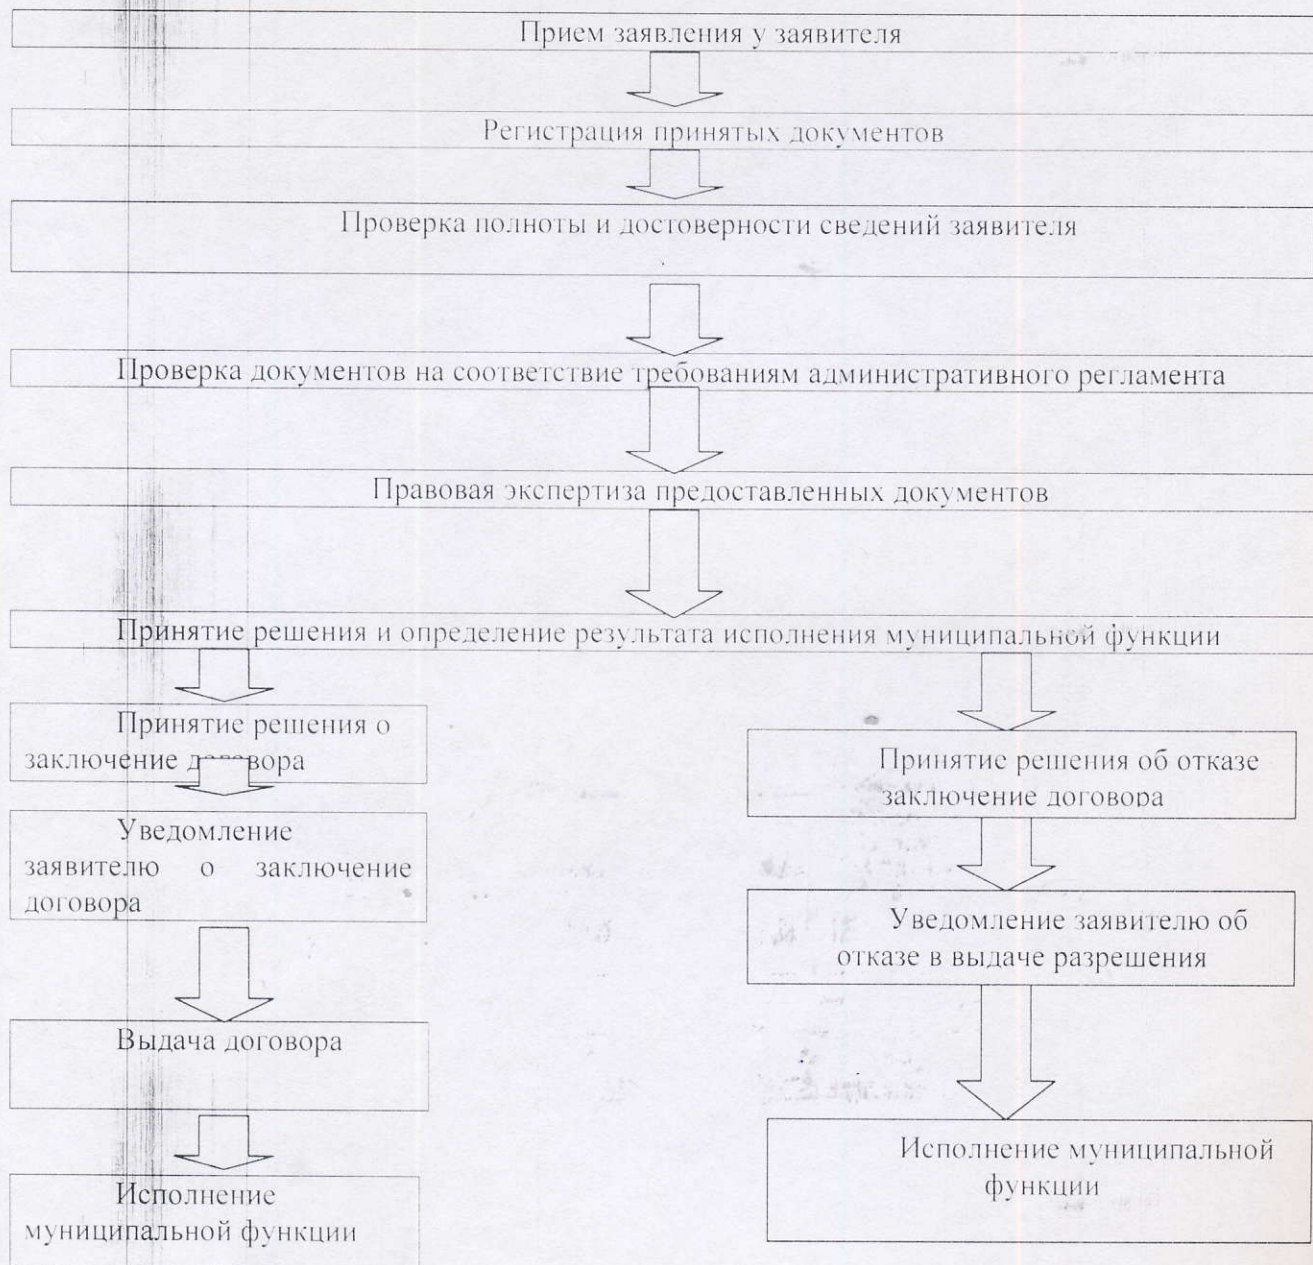 Прием заявления у заявителя
Регистрация принятых документов
Проверка полноты и достоверности сведений заявителя
Проверка документов на соответствие требованиям административного регламента
Правовая экспертиза предоставленных документов
Принятие решения и определение результата исполнения муниципальной функции
Принятие решения о
заключение договора
Уведомление
заявителю о заключение
договора
Выдача договора
Исполнение
муниципальной функции
Принятие решения об отказе
заключение договора
Уведомление заявителю об
отказе в выдаче разрешения
Исполнение муниципальной
функции